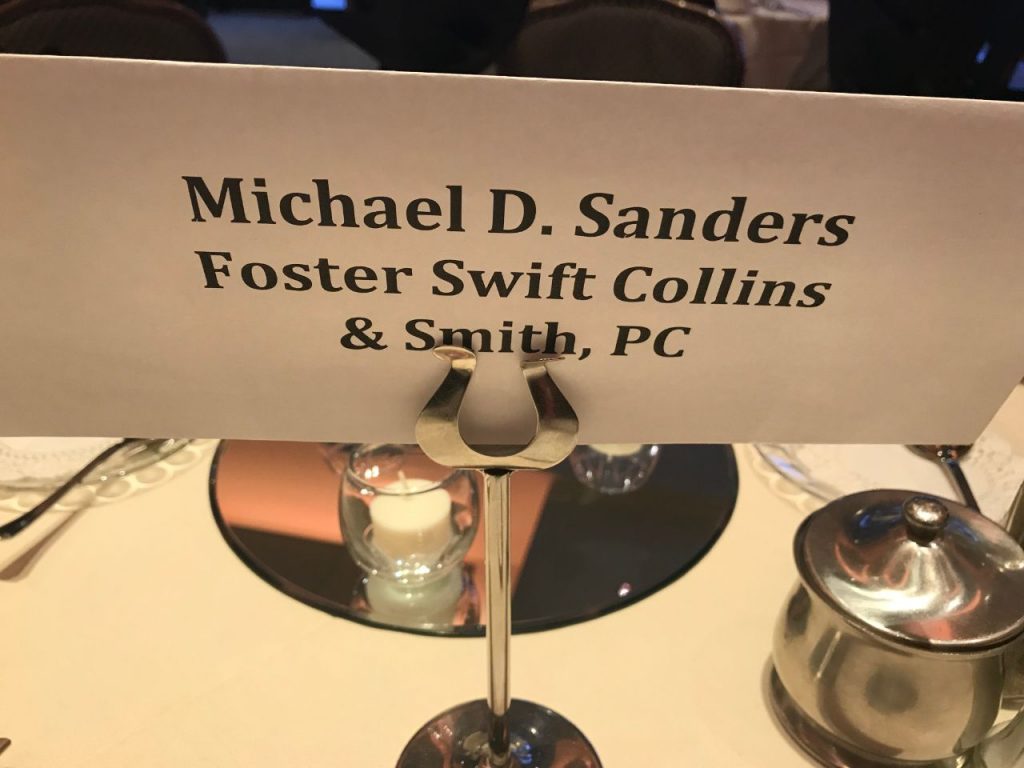 Michael D. Sanders
Foster Swift Collins
& Smith, PC